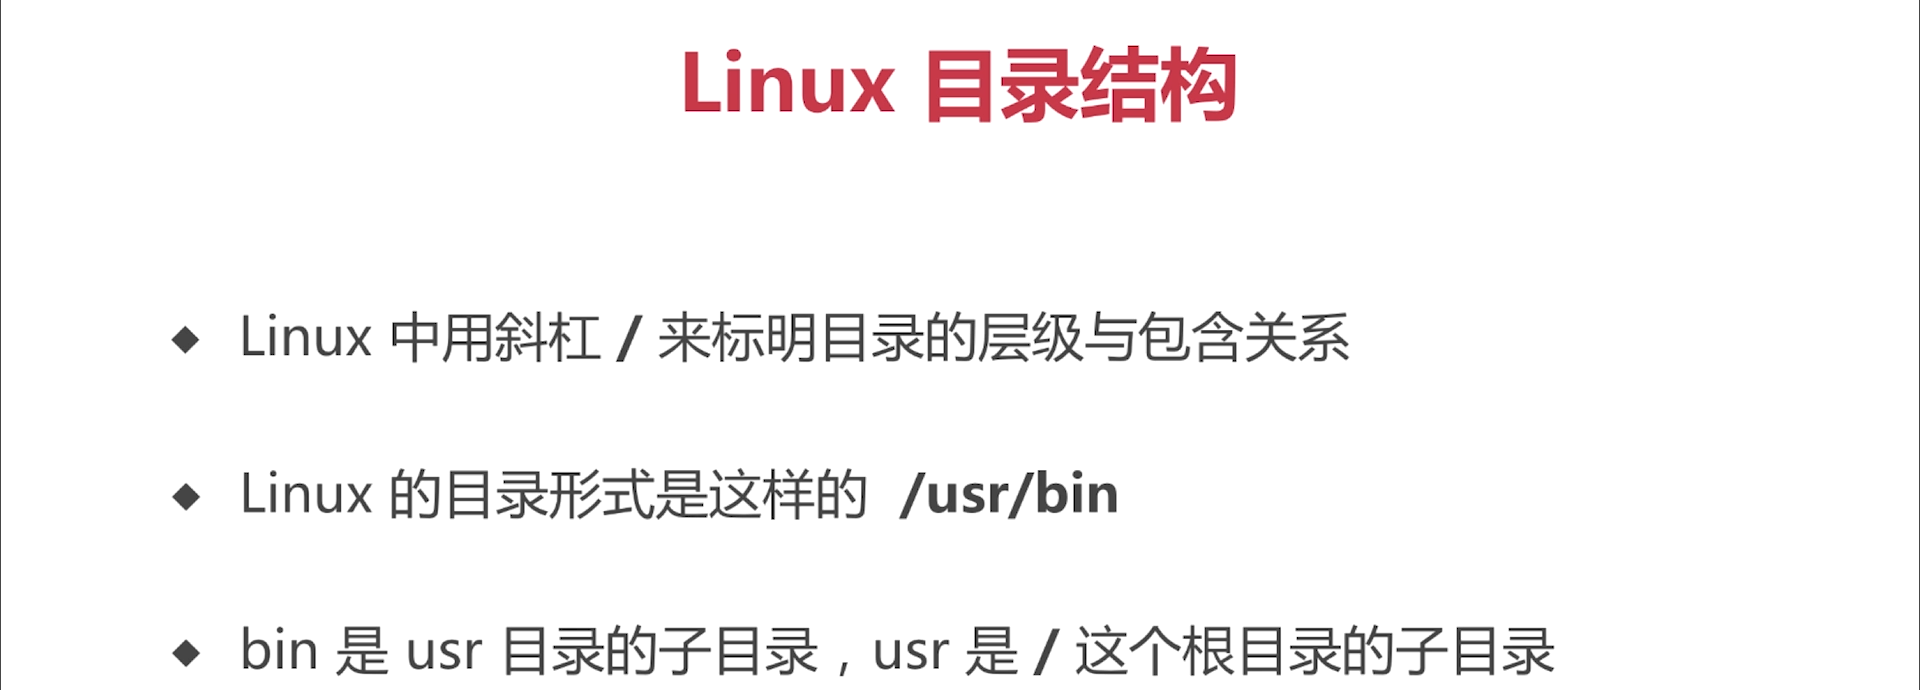 Linux 目录结构
◆ Linux 中用斜杠 / 来标明目录的层级与包含关系
◆ Linux 的目录形式是这样的 /usr/bin
◆ bin 是 usr 目录的子目录，usr 是 / 这个根目录的子目录